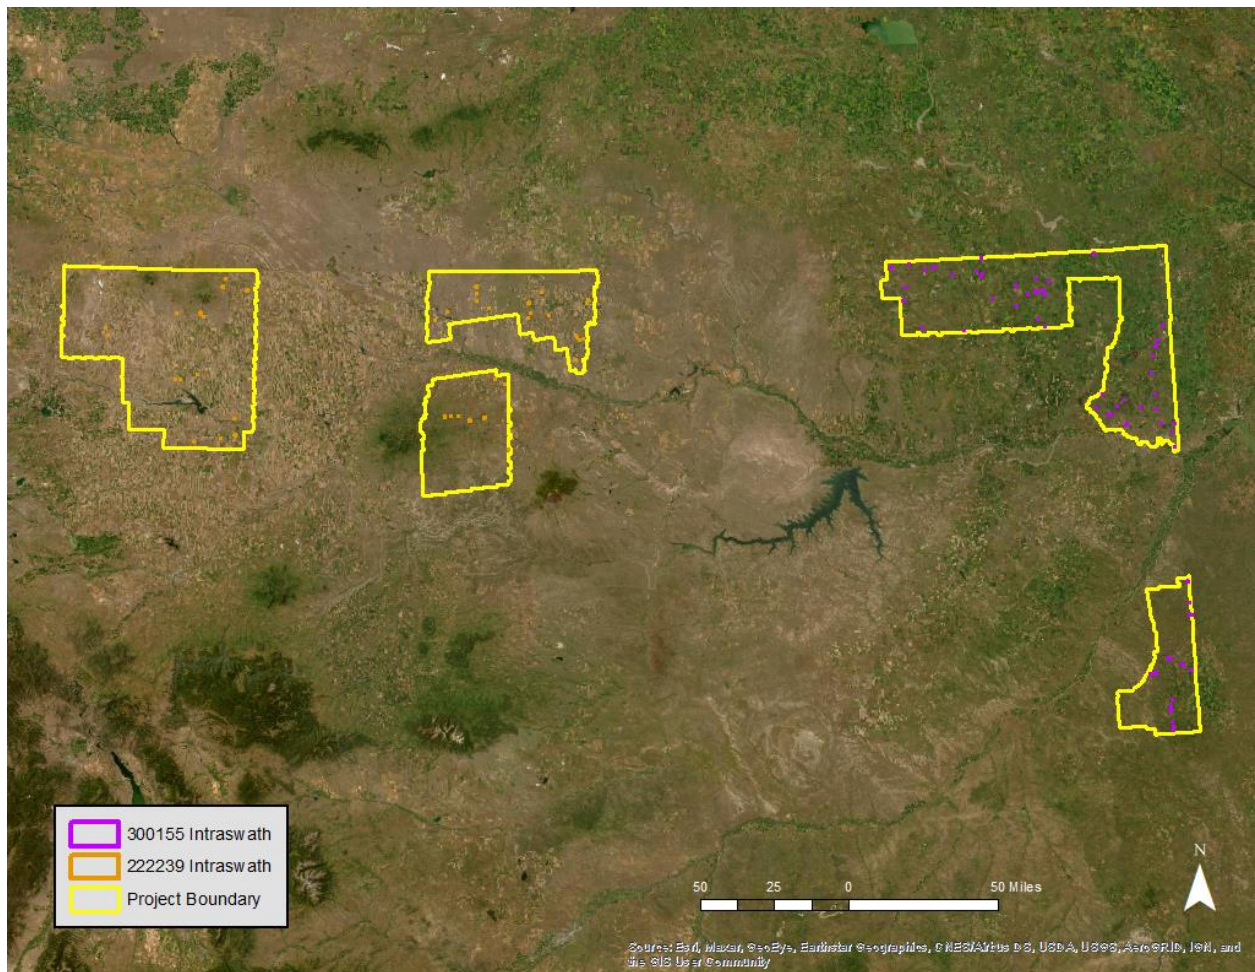 300155 Intraswath
222239 Intraswath
Project Boundary
N
50 25 0 50 Miles
Source: Esri, Maxar, GeoEye, Earthstar Geographics, CNES/Airbus DS, USDA, USGS, AeroGRID, IGN, and
the GIS User Community